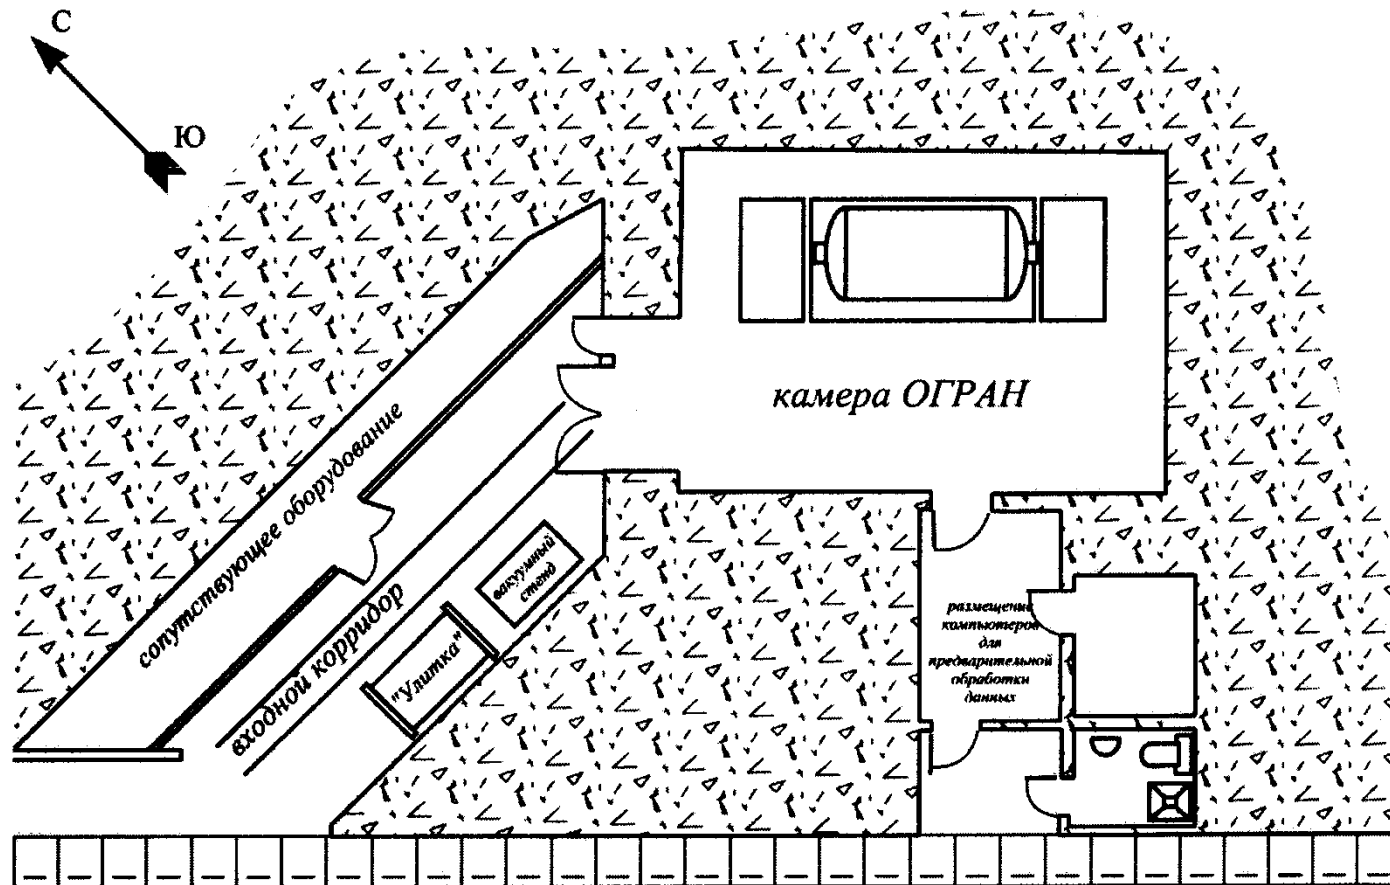 С
Ю
камера ОГРАН
сопутствующее оборудование
входной корридор
"Улитка"
вакуумный
стенд
размещение
компьютеров
для
предварительной
обработки
данных